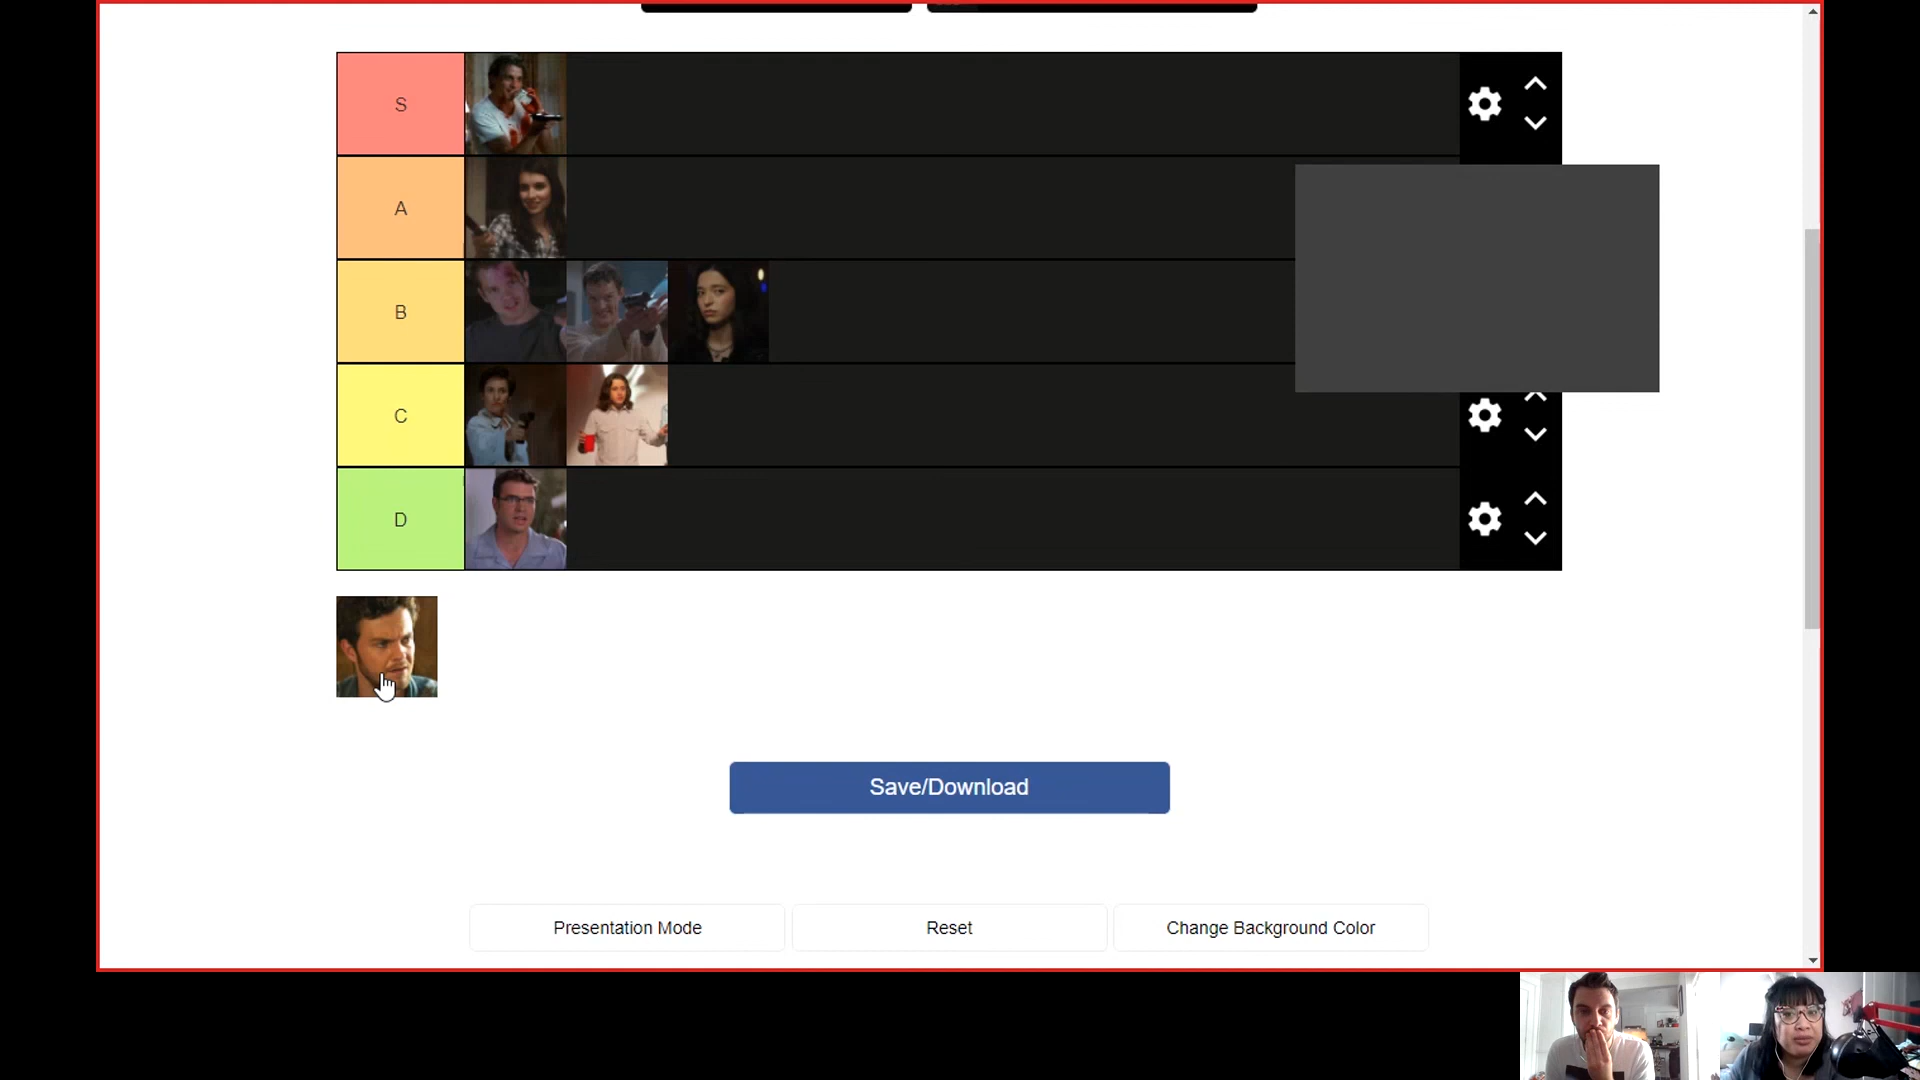 S
A
B
C
D
Save/Download
Presentation Mode
Reset
Change Background Color